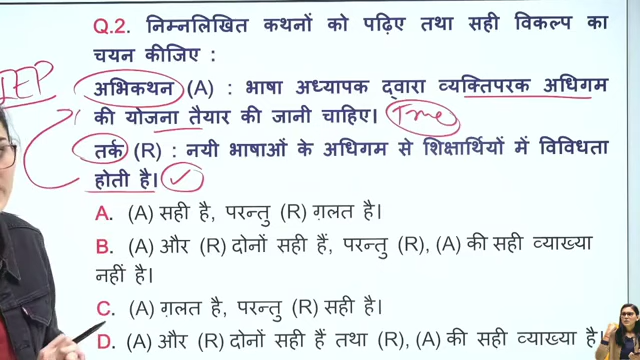 Q.2. निम्नलिखित कथनों को पढ़िए तथा सही विकल्प का
चयन कीजिए :
IEP
अभिकथन (A) : भाषा अध्यापक द्वारा व्यक्तिपरक अधिगम
की योजना तैयार की जानी चाहिए। True
तर्क (R) : नयी भाषाओं के अधिगम से शिक्षार्थियों में विविधता
होती है।
A. (A) सही है, परन्तु (R) ग़लत है।
B. (A) और (R) दोनों सही हैं, परन्तु (R), (A) की सही व्याख्या
नहीं है।
C. (A) ग़लत है, परन्तु (R) सही है।
D. (A) और (R) दोनों सही हैं तथा (R), (A) की सही व्याख्या है।